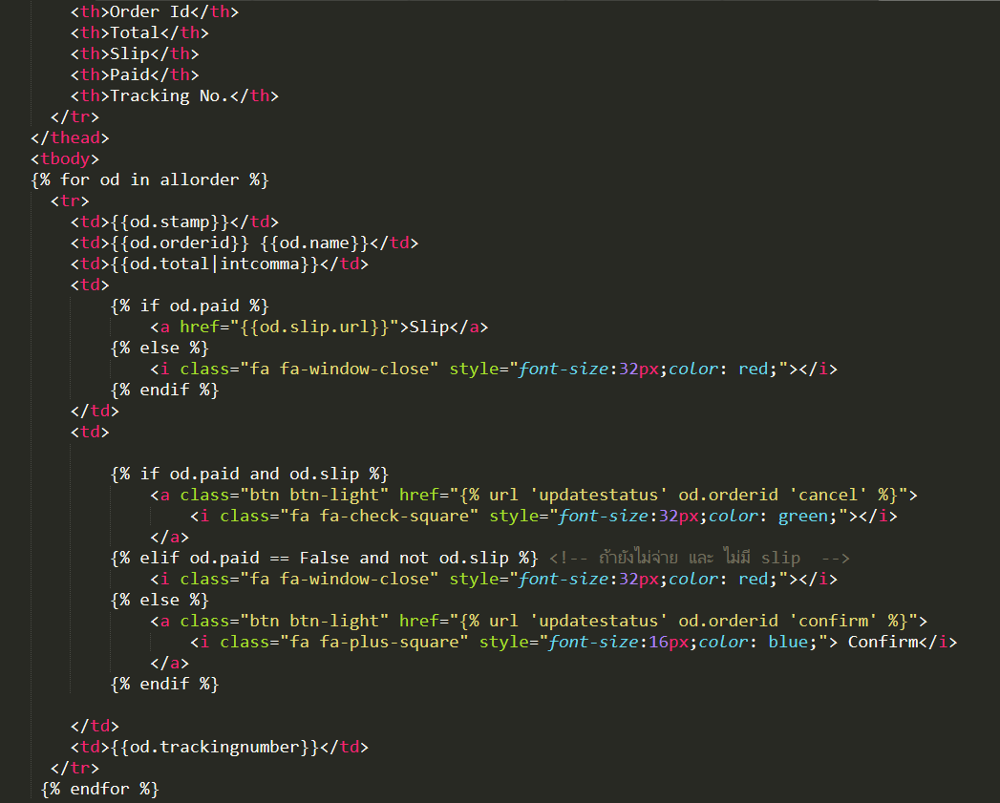 <th>Order Id</th>
<th>Total</th>
<th>Slip</th>
<th>Paid</th>
<th>Tracking No.</th>
</tr>
</thead>
<tbody>
{% for od in allorder %}
<tr>
<td>{{od.stamp}}</td>
<td>{{od.orderid}} {{od.name}}</td>
<td>{{od.total|intcomma}}</td>
<td>
{% if od.paid %}
<a href="{{od.slip.url}}">Slip</a>
{% else %}
<i class="fa fa-window-close" style="font-size:32px;color: red;"></i>
{% endif %}
</td>
<td>
{% if od.paid and od.slip %}
<a class="btn btn-light" href="{% url 'updatestatus' od.orderid 'cancel' %}">
<i class="fa fa-check-square" style="font-size:32px;color: green;"></i>
</a>
{% elif od.paid == False and not od.slip %} <!-- ถ้ายังไม่จ่าย และ ไม่มี slip  -->
<i class="fa fa-window-close" style="font-size:32px;color: red;"></i>
{% else %}
<a class="btn btn-light" href="{% url 'updatestatus' od.orderid 'confirm' %}">
<i class="fa fa-plus-square" style="font-size:16px;color: blue;"> Confirm</i>
</a>
{% endif %}
</td>
<td>{{od.trackingnumber}}</td>
</tr>
{% endfor %}